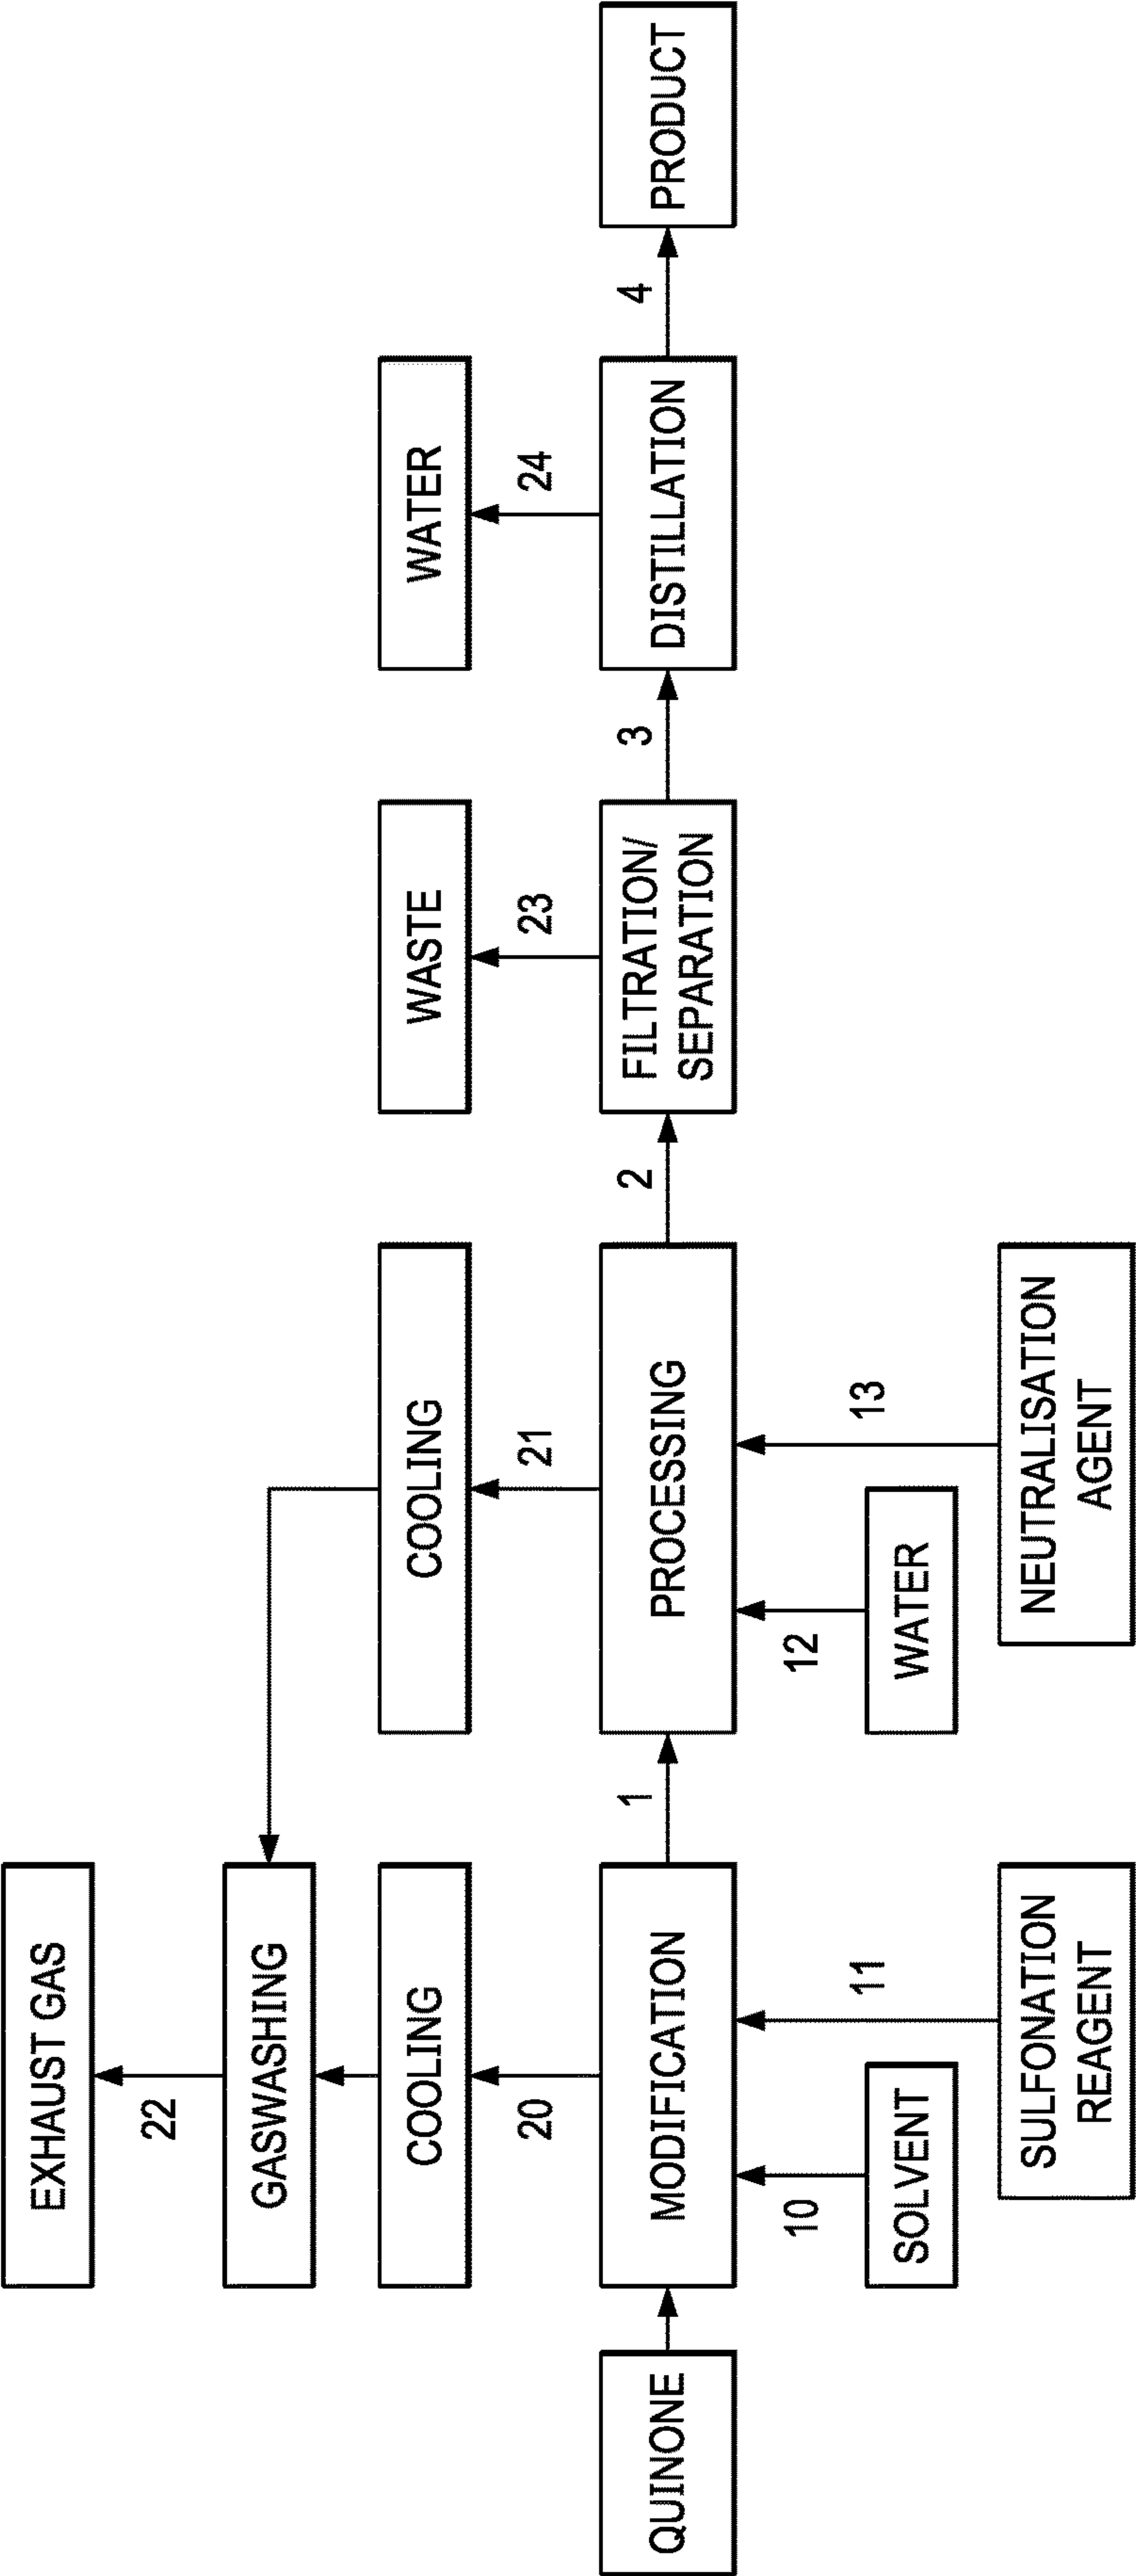 EXHAUST GAS
22
GASWASHING
COOLING
COOLING
WASTE
WATER
20
21
23
24
QUINONE
MODIFICATION
1
PROCESSING
2
FILTRATION/
SEPARATION
3
DISTILLATION
4
PRODUCT
10
11
12
13
SOLVENT
WATER
SULFONATION
REAGENT
NEUTRALISATION
AGENT